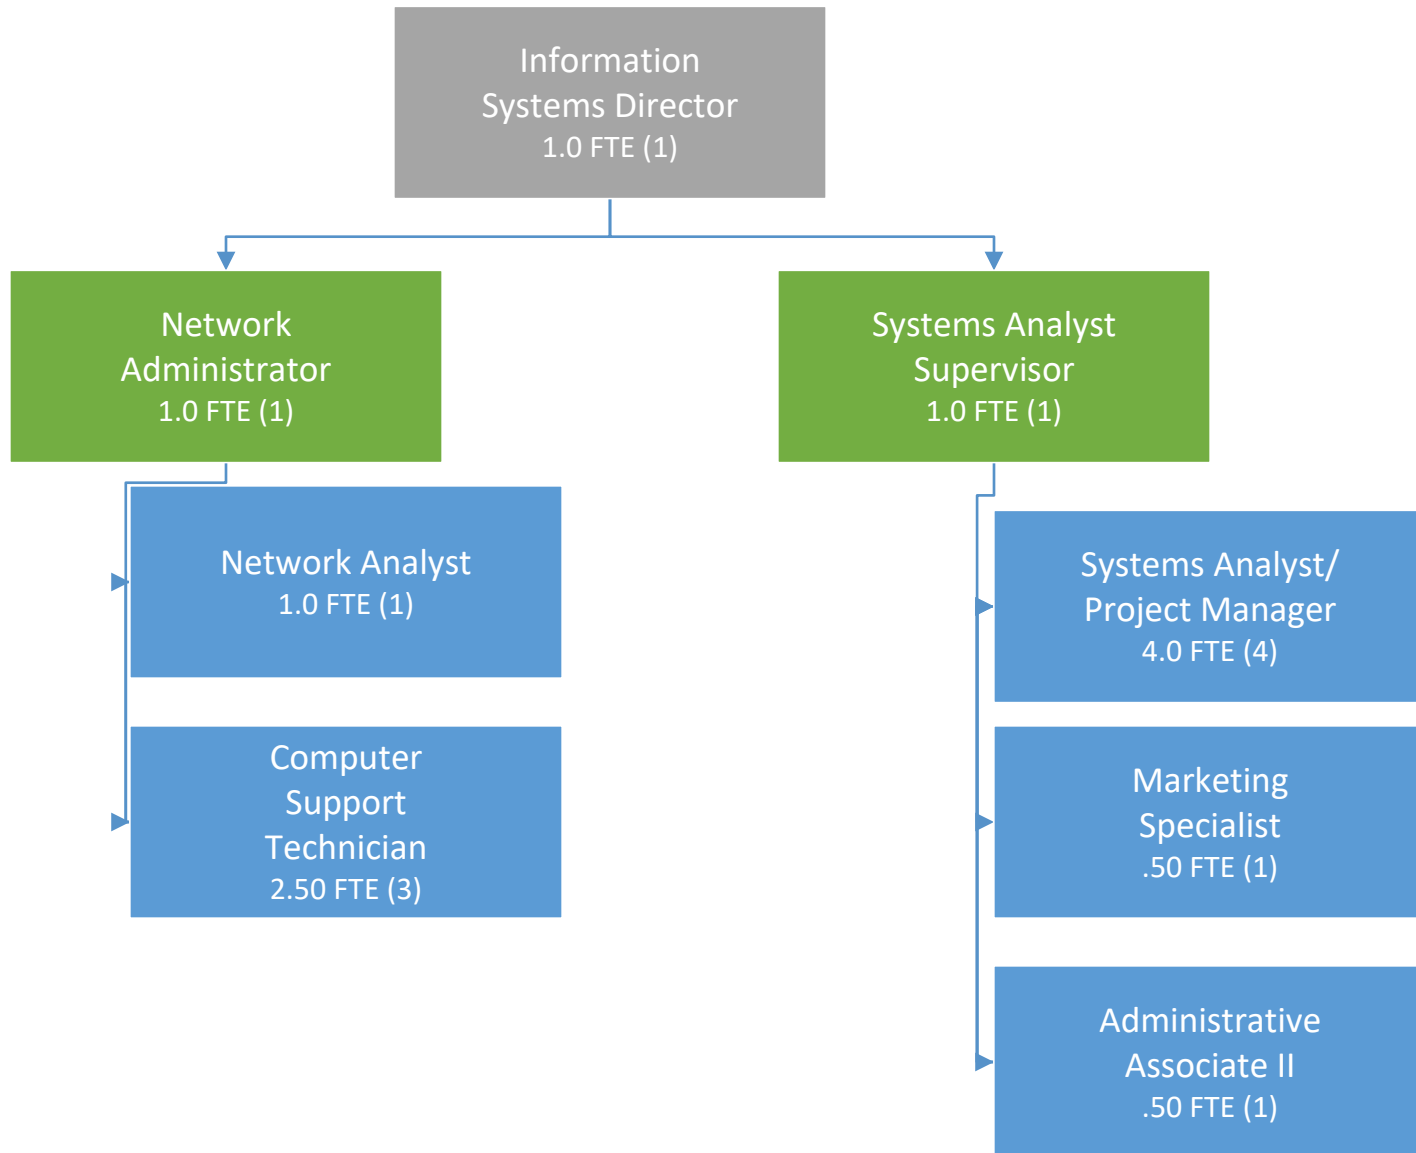 Information
Systems Director
1.0 FTE (1)
Network
Administrator
1.0 FTE (1)
Systems Analyst
Supervisor
1.0 FTE (1)
Network Analyst
1.0 FTE (1)
Computer
Support
Technician
2.50 FTE (3)
Systems Analyst/
Project Manager
4.0 FTE (4)
Marketing
Specialist
.50 FTE (1)
Administrative
Associate II
.50 FTE (1)